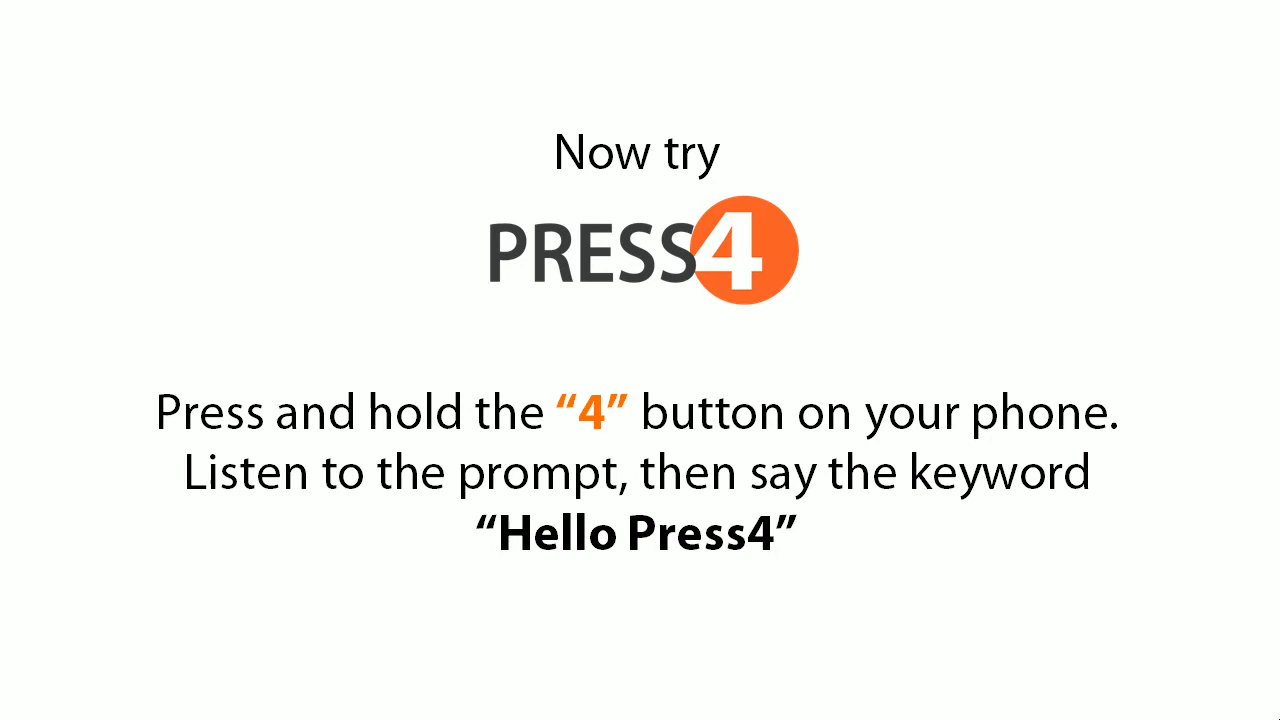 Now try
PRESS4
Press and hold the “4” button on your phone.
Listen to the prompt, then say the keyword
“Hello Press4”